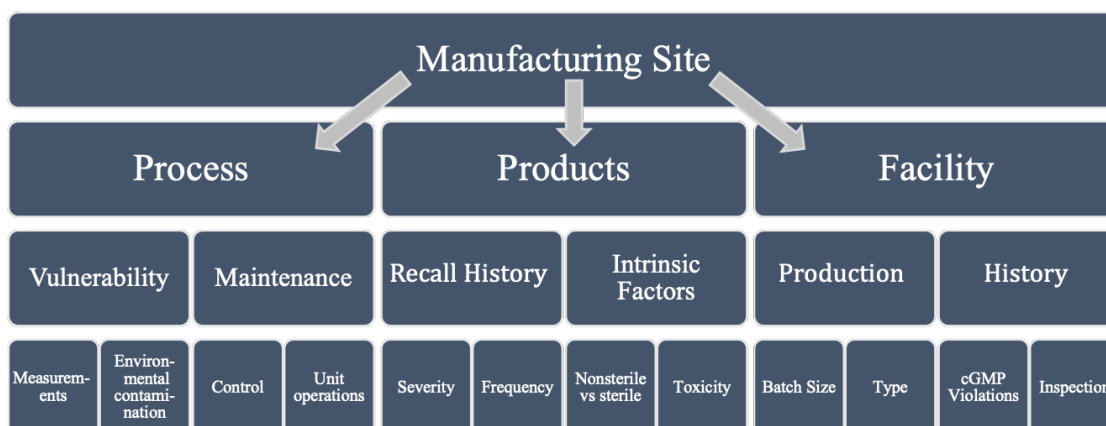 Manufacturing Site
Process
Products
Facility
Vulnerability
Maintenance
Recall History
Intrinsic
Factors
Production
History
Measurem-
ents
Environ-
mental
contami-
nation
Control
Unit
operations
Severity
Frequency
Nonsterile
vs sterile
Toxicity
Batch Size
Type
cGMP
Violations
Inspection